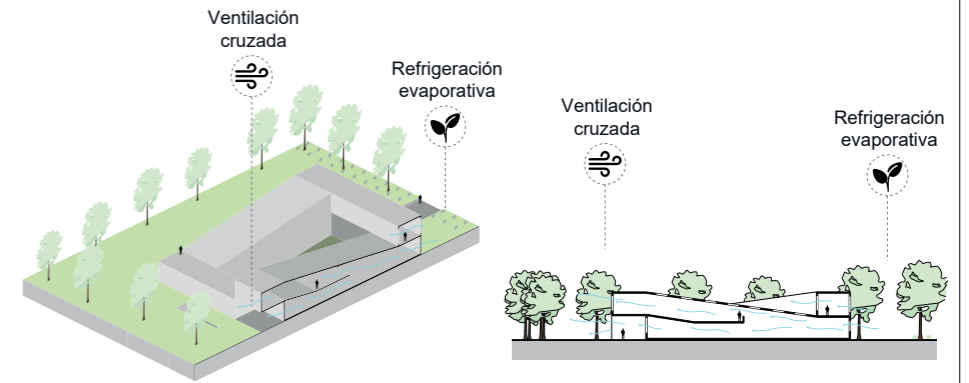 Ventilación
cruzada
Refrigeración
evaporativa
Ventilación
cruzada
Refrigeración
evaporativa